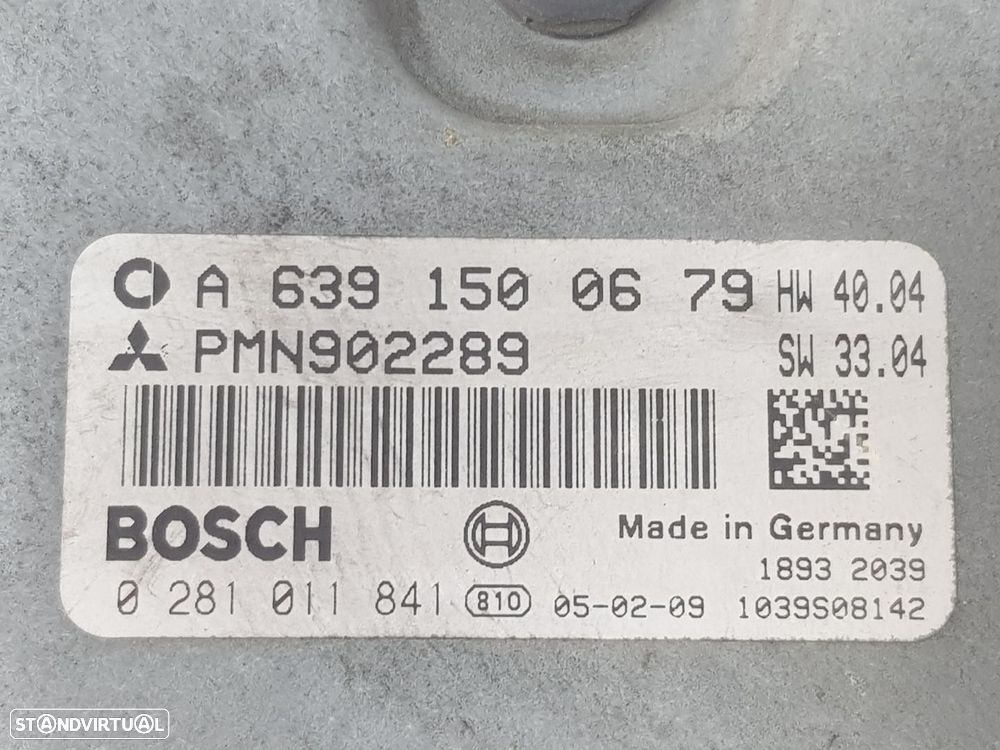 A 639 150 06 79 HW 40.04
PMN902289 SW 33.04
BOSCH Made in Germany
1893 2039
0 281 011 841 810 05-02-09 1039S08142
STANDVIRTUAL